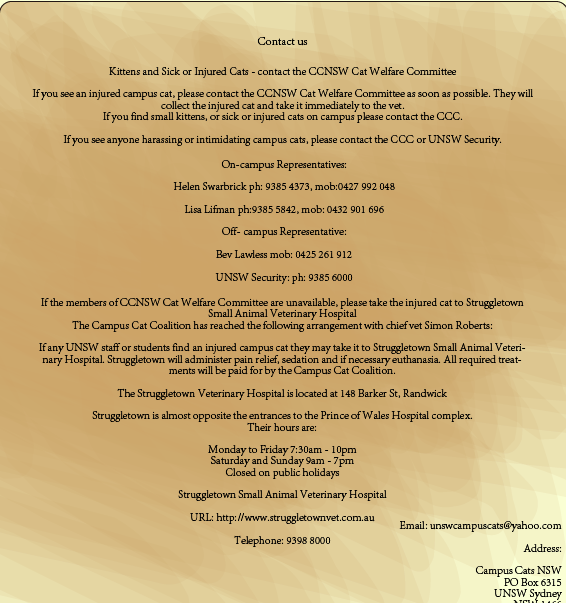 Contact us
Kittens and Sick or Injured Cats - contact the CCNSW Cat Welfare Committee
If you see an injured campus cat, please contact the CCNSW Cat Welfare Committee as soon as possible. They will
collect the injured cat and take it immediately to the vet.
If you find small kittens, or sick or injured cats on campus please contact the CCC.
If you see anyone harassing or intimidating campus cats, please contact the CCC or UNSW Security.
On-campus Representatives:
Helen Swarbrick ph: 9385 4373, mob:0427 992 048
Lisa Lifman ph:9385 5842, mob: 0432 901 696
Off- campus Representative:
Bev Lawless mob: 0425 261 912
UNSW Security: ph: 9385 6000
If the members of CCNSW Cat Welfare Committee are unavailable, please take the injured cat to Struggletown
Small Animal Veterinary Hospital
The Campus Cat Coalition has reached the following arrangement with chief vet Simon Roberts:
If any UNSW staff or students find an injured campus cat they may take it to Struggletown Small Animal Veteri-
nary Hospital. Struggletown will administer pain relief, sedation and if necessary euthanasia. All required treat-
ments will be paid for by the Campus Cat Coalition.
The Struggletown Veterinary Hospital is located at 148 Barker St, Randwick
Struggletown is almost opposite the entrances to the Prince of Wales Hospital complex.
Their hours are:
Monday to Friday 7:30am - 10pm
Saturday and Sunday 9am - 7pm
Closed on public holidays
Struggletown Small Animal Veterinary Hospital
URL: http://www.struggletownvet.com.au
Telephone: 9398 8000
Email: unswcampuscats@yahoo.com
Address:
Campus Cats NSW
PO Box 6315
UNSW Sydney